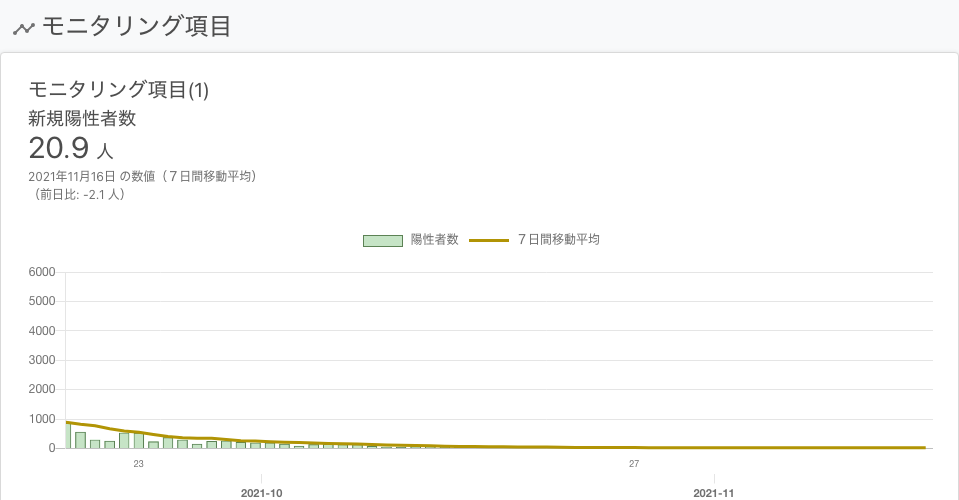 モニタリング項目
モニタリング項目(1)
新規陽性者数
20.9 人
2021年11月16日 の数値（７日間移動平均）
（前日比: -2.1 人）
陽性者数 ７日間移動平均
6000
5000
4000
3000
2000
1000
0
23 27
2021-10 2021-11